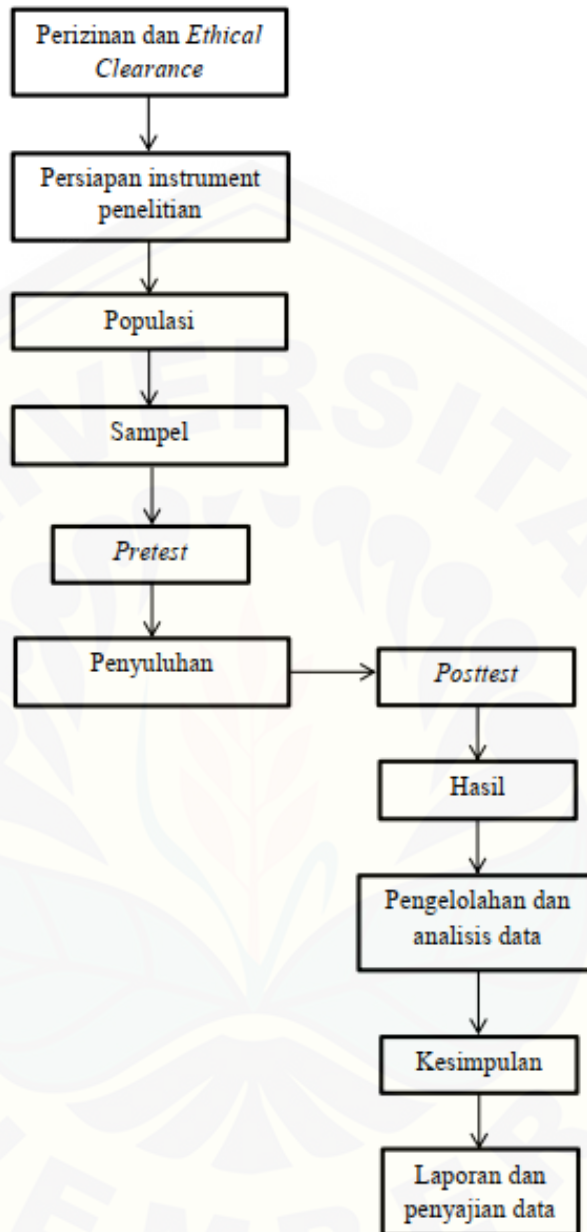 Perizinan dan Ethical
Clearance
Persiapan instrument
penelitian
Populasi
Sampel
Pretest
Penyuluhan
Posttest
Hasil
Pengelolahan dan
analisis data
Kesimpulan
Laporan dan
penyajian data